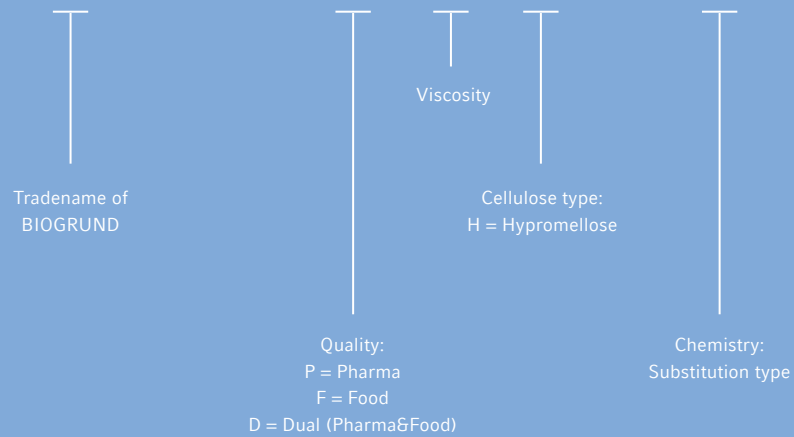 Viscosity
Tradename of
BIOGRUND
Cellulose type:
H = Hypromellose
Quality:
P = Pharma
F = Food
D = Dual (Pharma&Food)
Chemistry:
Substitution type